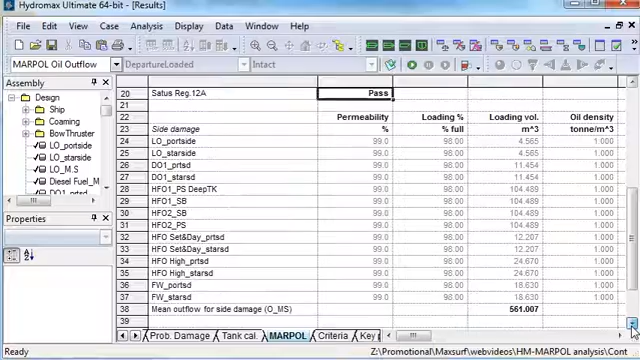 Hydromax Ultimate 64-bit - [Results]
File Edit View Case Analysis Display Data Window Help
MARPOL Oil Outflow Bending Moment Intact
Assembly
Design
Ship
Coaming
BowThruster
LO_portside
LO_starside
LO_M.S
Diesel Fuel_M
DO1_prtsd
Properties
20 Satus Reg.12A Pass
21
22 Permeability Loading % Loading vol. Oil density
23 Side damage % % full m^3 tonne/m^3
24 LO_portside 99.0 98.00 4.565 1.000
25 LO_starside 99.0 98.00 4.565 1.000
26 DO1_prtsd 99.0 98.00 11.454 1.000
27 DO1_starsd 99.0 98.00 11.454 1.000
28 HFO1_PS DeepTK 99.0 98.00 104.489 1.000
29 HFO1_SB 99.0 98.00 104.489 1.000
30 HFO2_SB 99.0 98.00 104.489 1.000
31 HFO2_PS 99.0 98.00 104.489 1.000
32 HFO Set&Day_prtsd 99.0 98.00 12.207 1.000
33 HFO Set&Day_starsd 99.0 98.00 12.207 1.000
34 HFO High_prtsd 99.0 98.00 24.670 1.000
35 HFO High_starsd 99.0 98.00 24.670 1.000
36 FW_portsd 99.0 98.00 18.630 1.000
37 FW_starsd 99.0 98.00 18.630 1.000
38 Mean outflow for side damage (O_MS) 561.007
39
Prob. Damage Tank cal. MARPOL Criteria Key
Ready Z:\Promotional\Maxsurf\webvideos\HM-MARPOL analysis\Cont